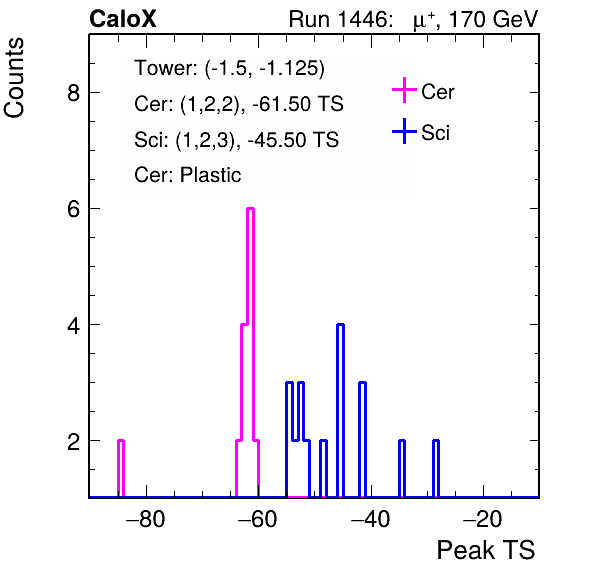 CaloX Run 1446: μ⁺, 170 GeV
Counts
Tower: (-1.5, -1.125)
Cer: (1,2,2), -61.50 TS
Sci: (1,2,3), -45.50 TS
Cer: Plastic
Cer
Sci
8
6
4
2
−80 −60 −40 −20
Peak TS